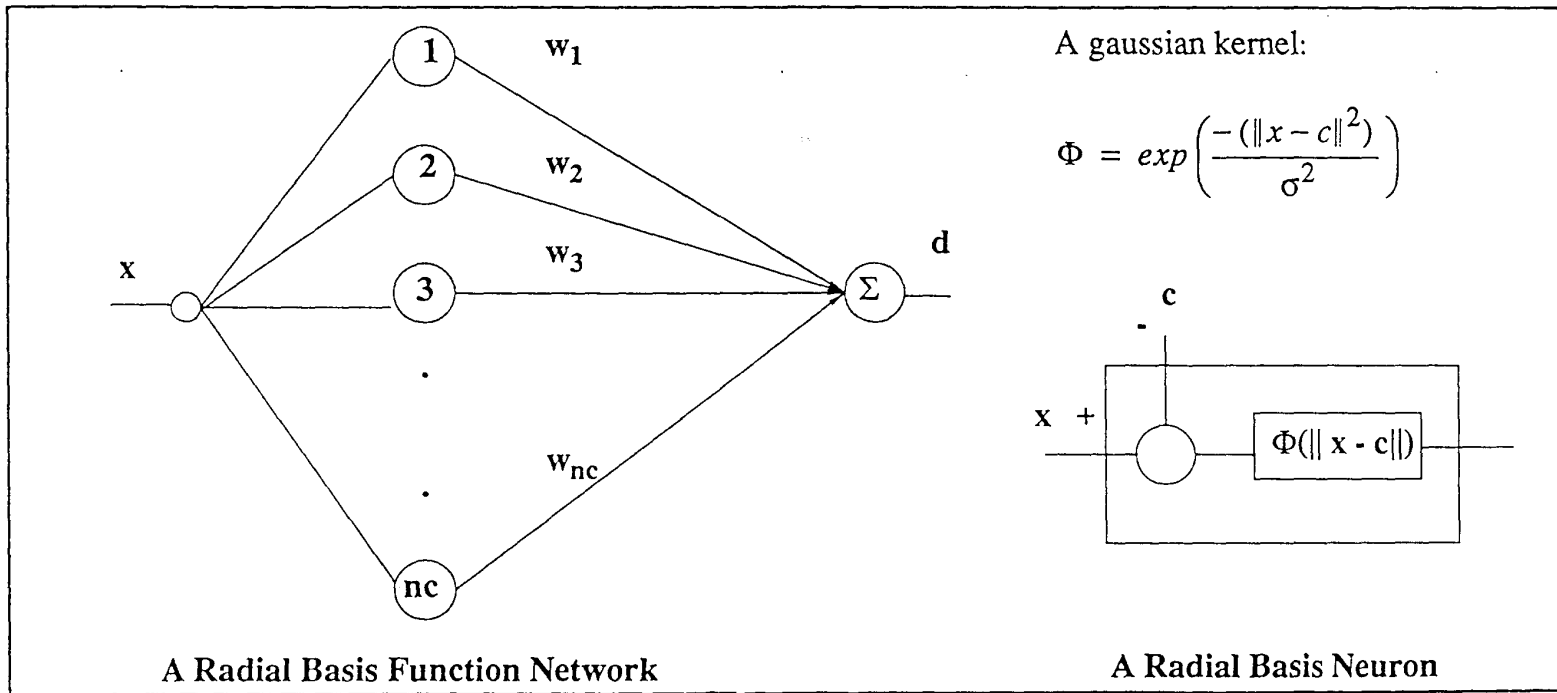 1
w1
2
w2
3
w3
x
Σ
d
.
.
wnc
nc
A Radial Basis Function Network
A gaussian kernel:
Φ = exp(-(‖x - c‖²) / σ²)
c
-
x +
Φ(|| x - c||)
A Radial Basis Neuron